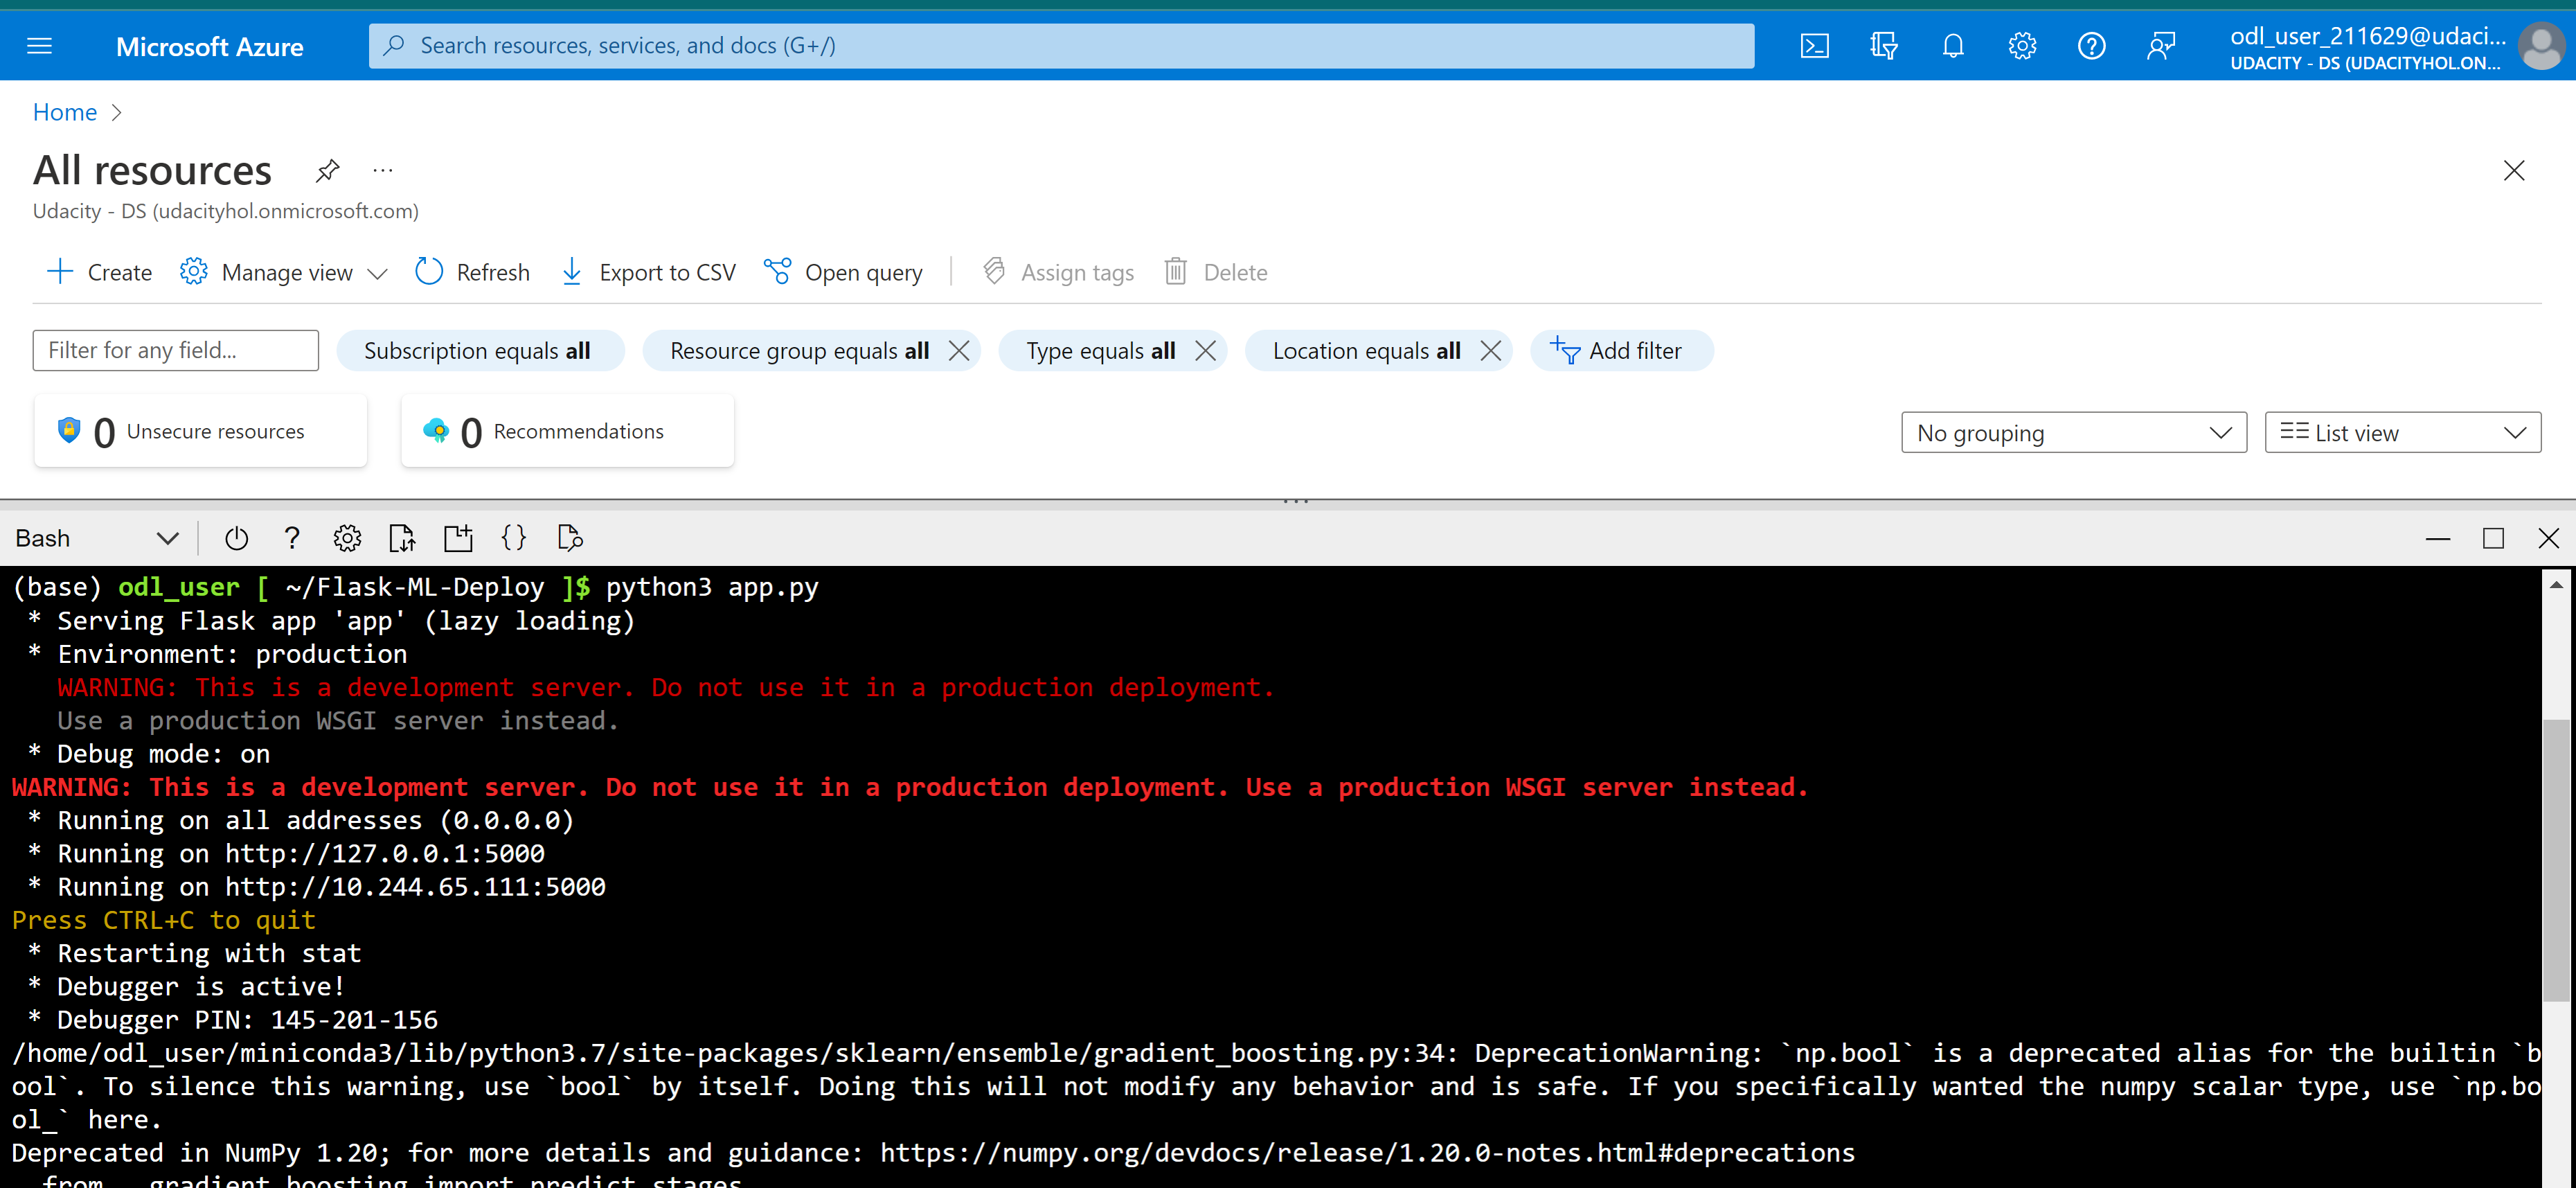 Microsoft Azure
Search resources, services, and docs (G+/)
odl_user_211629@udaci...
UDACITY - DS (UDACITYHOL.ON...
Home
All resources
Udacity - DS (udacityhol.onmicrosoft.com)
Create Manage view Refresh Export to CSV Open query Assign tags Delete
Filter for any field... Subscription equals all Resource group equals all Type equals all Location equals all Add filter
0 Unsecure resources 0 Recommendations No grouping List view
Bash
(base) odl_user [ ~/Flask-ML-Deploy ]$ python3 app.py
* Serving Flask app 'app' (lazy loading)
* Environment: production
WARNING: This is a development server. Do not use it in a production deployment.
Use a production WSGI server instead.
* Debug mode: on
WARNING: This is a development server. Do not use it in a production deployment. Use a production WSGI server instead.
* Running on all addresses (0.0.0.0)
* Running on http://127.0.0.1:5000
* Running on http://10.244.65.111:5000
Press CTRL+C to quit
* Restarting with stat
* Debugger is active!
* Debugger PIN: 145-201-156
/home/odl_user/miniconda3/lib/python3.7/site-packages/sklearn/ensemble/gradient_boosting.py:34: DeprecationWarning: `np.bool` is a deprecated alias for the builtin `b
ool`. To silence this warning, use `bool` by itself. Doing this will not modify any behavior and is safe. If you specifically wanted the numpy scalar type, use `np.bo
ol_` here.
Deprecated in NumPy 1.20; for more details and guidance: https://numpy.org/devdocs/release/1.20.0-notes.html#deprecations
from ._gradient_boosting import predict_stages